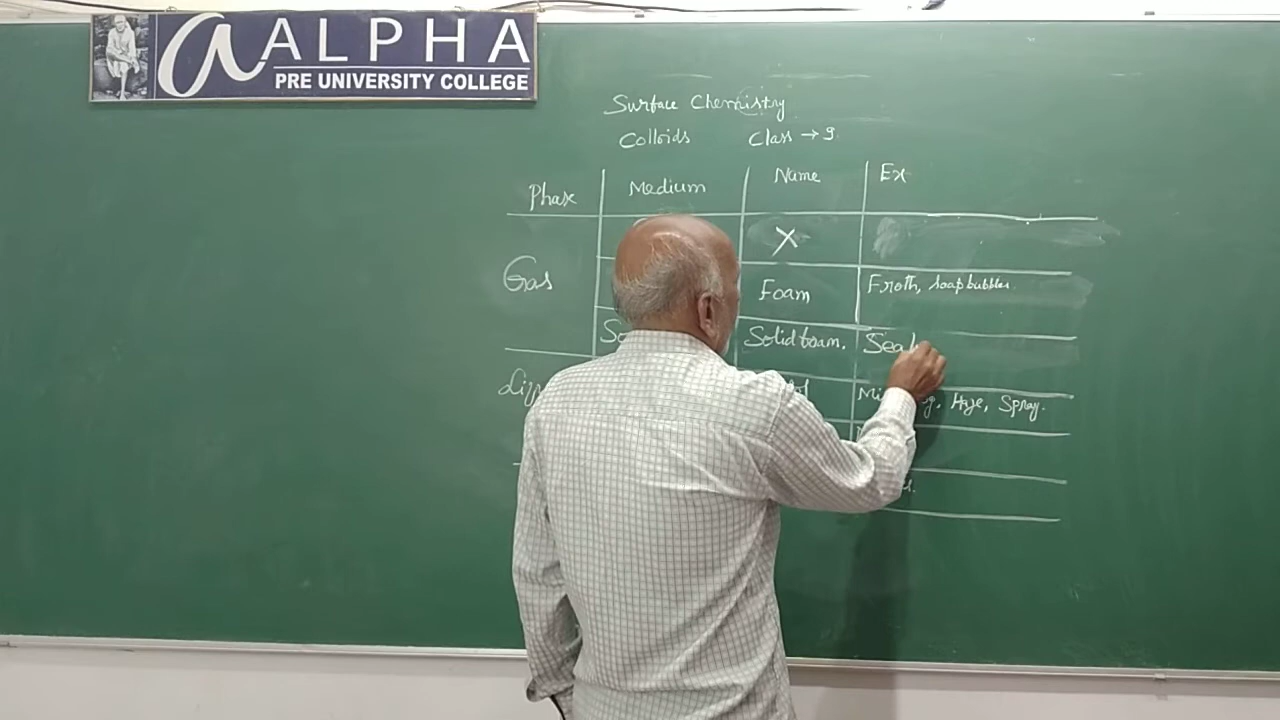 a ALPHA
PRE UNIVERSITY COLLEGE
Surface Chemistry
Colloids Class → 9
Phase Medium Name Ex
X
Gas Foam Froth, soap bubbles.
Solid foam.
Haze, Spray.